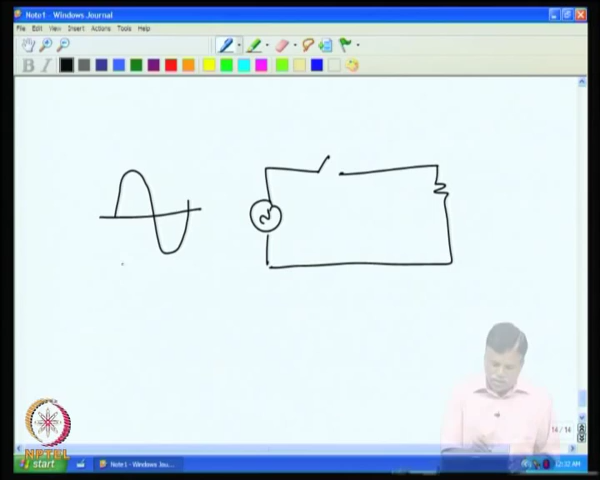 Note1 - Windows Journal
File Edit View Insert Actions Tools Help
B I
14 / 14
NPTEL
start
Note1 - Windows Jour...
12:32 AM